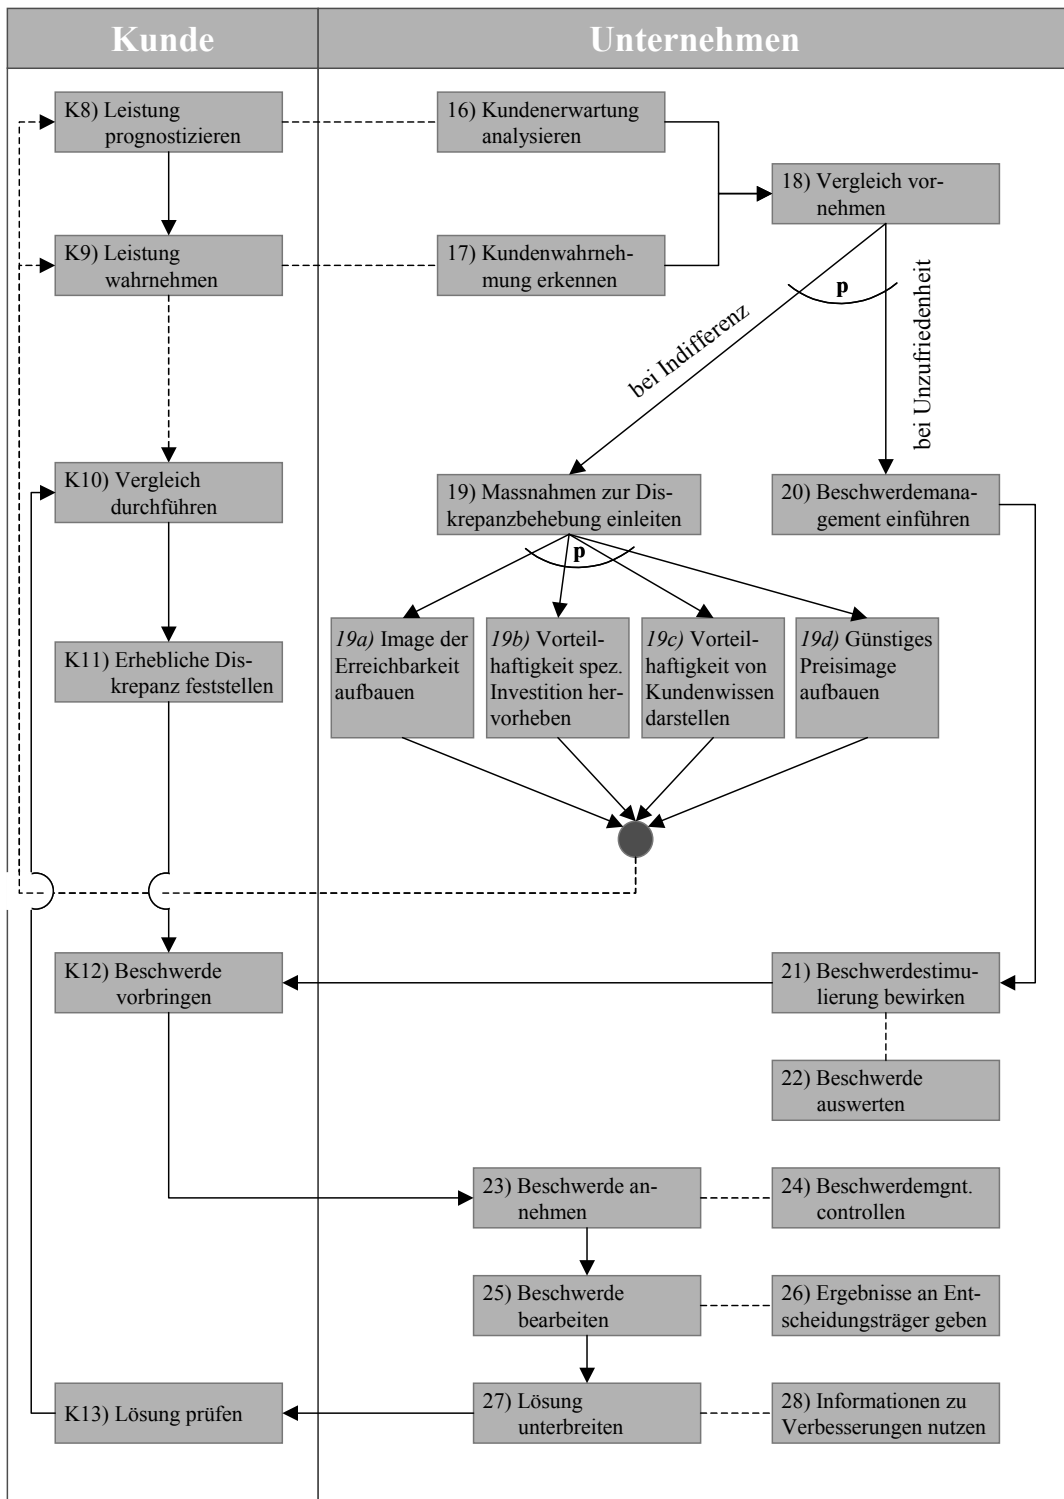 Kunde
Unternehmen
K8) Leistung
prognostizieren
16) Kundenerwartung
analysieren
18) Vergleich vor-
nehmen
K9) Leistung
wahrnehmen
17) Kundenwahrneh-
mung erkennen
p
bei Indifferenz
bei Unzufriedenheit
K10) Vergleich
durchführen
19) Massnahmen zur Dis-
krepanzbehebung einleiten
20) Beschwerdemana-
gement einführen
p
K11) Erhebliche Dis-
krepanz feststellen
19a) Image der
Erreichbarkeit
aufbauen
19b) Vorteil-
haftigkeit spez.
Investition her-
vorheben
19c) Vorteil-
haftigkeit von
Kundenwissen
darstellen
19d) Günstiges
Preisimage
aufbauen
K12) Beschwerde
vorbringen
21) Beschwerdestimu-
lierung bewirken
22) Beschwerde
auswerten
23) Beschwerde an-
nehmen
24) Beschwerdemgnt.
controllen
25) Beschwerde
bearbeiten
26) Ergebnisse an Ent-
scheidungsträger geben
K13) Lösung prüfen
27) Lösung
unterbreiten
28) Informationen zu
Verbesserungen nutzen